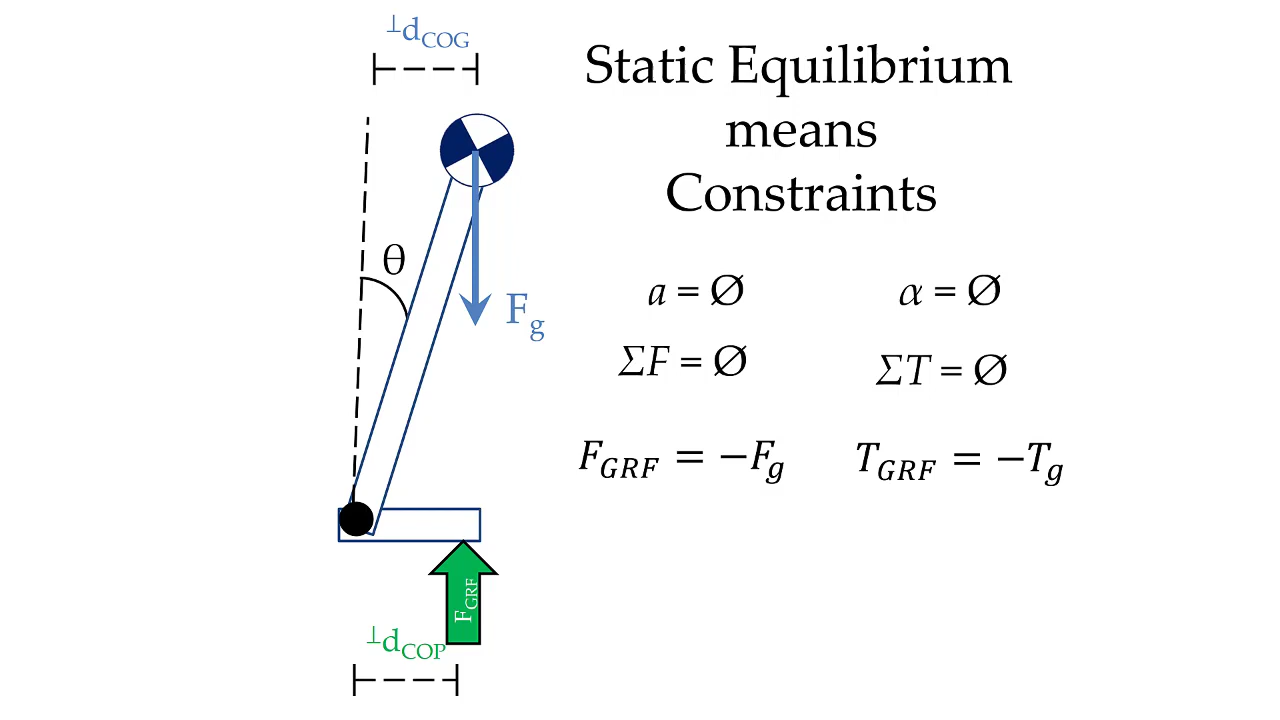 ⊥dCOG
Static Equilibrium
means
Constraints
θ
a = Ø
α = Ø
Fg
ΣF = Ø
ΣT = Ø
FGRF = −Fg
TGRF = −Tg
FGRF
⊥dCOP